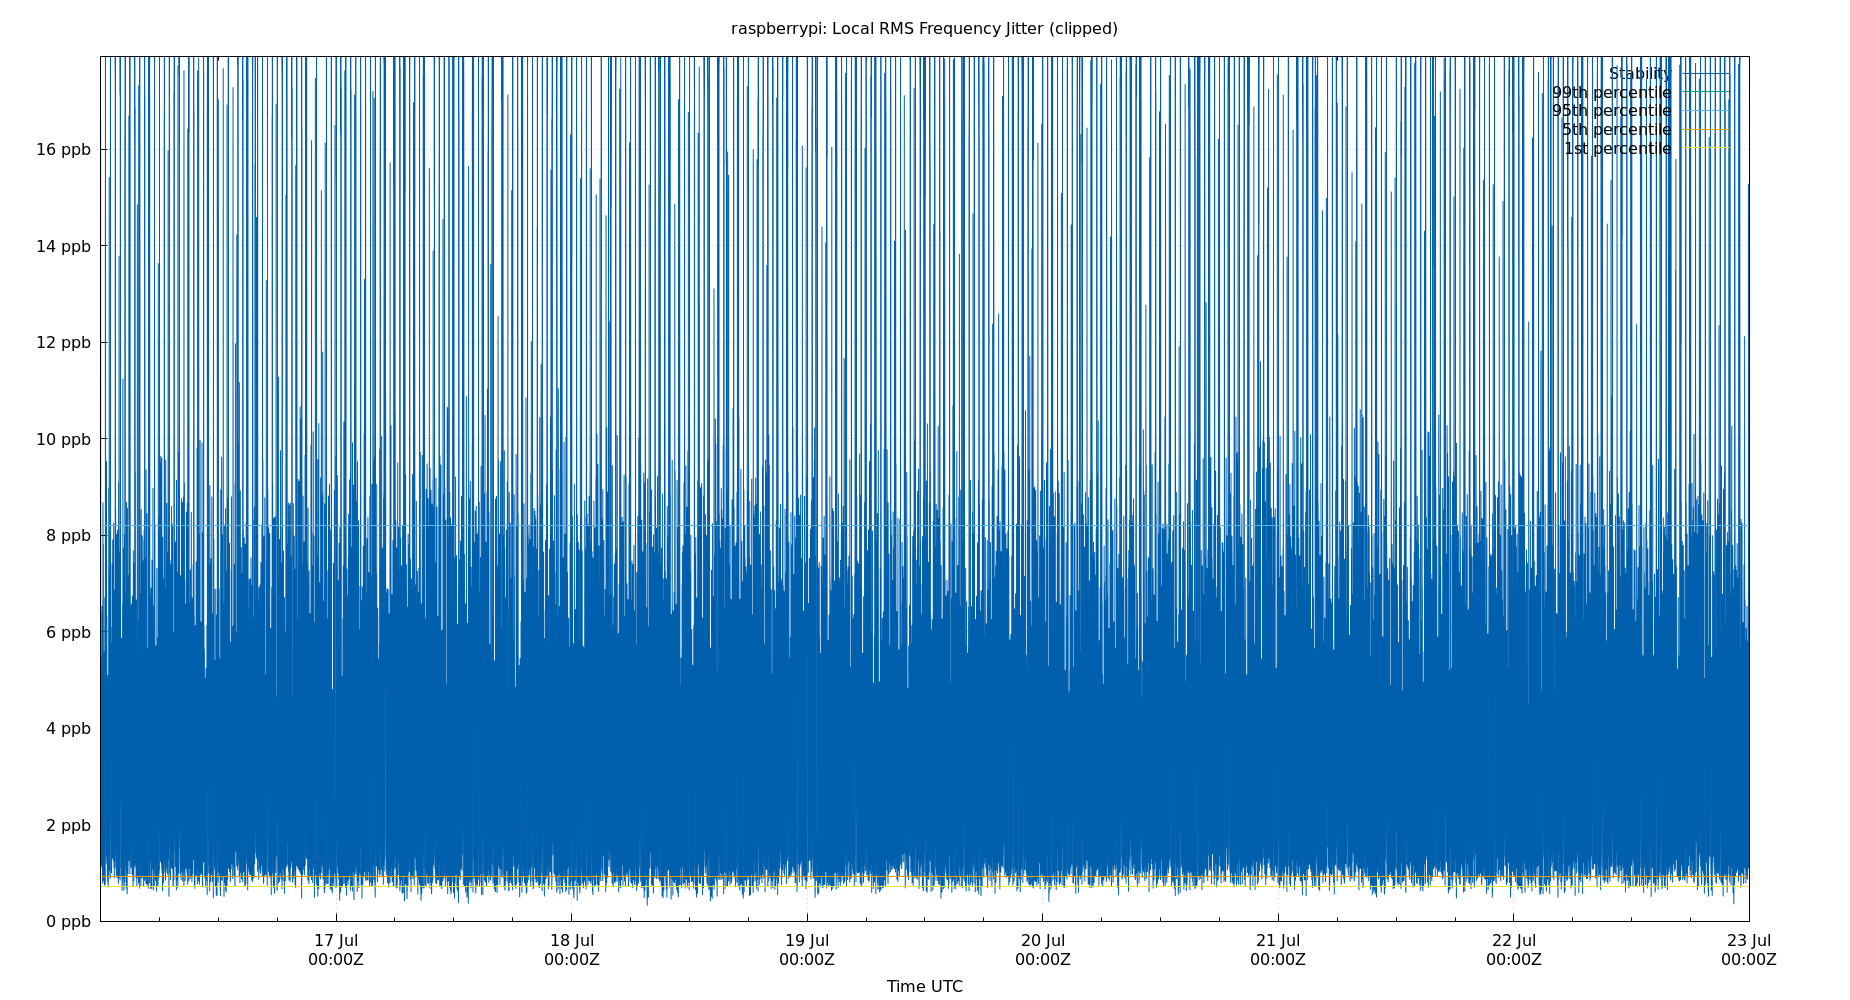 raspberrypi: Local RMS Frequency Jitter (clipped)
Stability
99th percentile
95th percentile
5th percentile
1st percentile
16 ppb
14 ppb
12 ppb
10 ppb
8 ppb
6 ppb
4 ppb
2 ppb
0 ppb
17 Jul 18 Jul 19 Jul 20 Jul 21 Jul 22 Jul 23 Jul
00:00Z 00:00Z 00:00Z 00:00Z 00:00Z 00:00Z 00:00Z
Time UTC